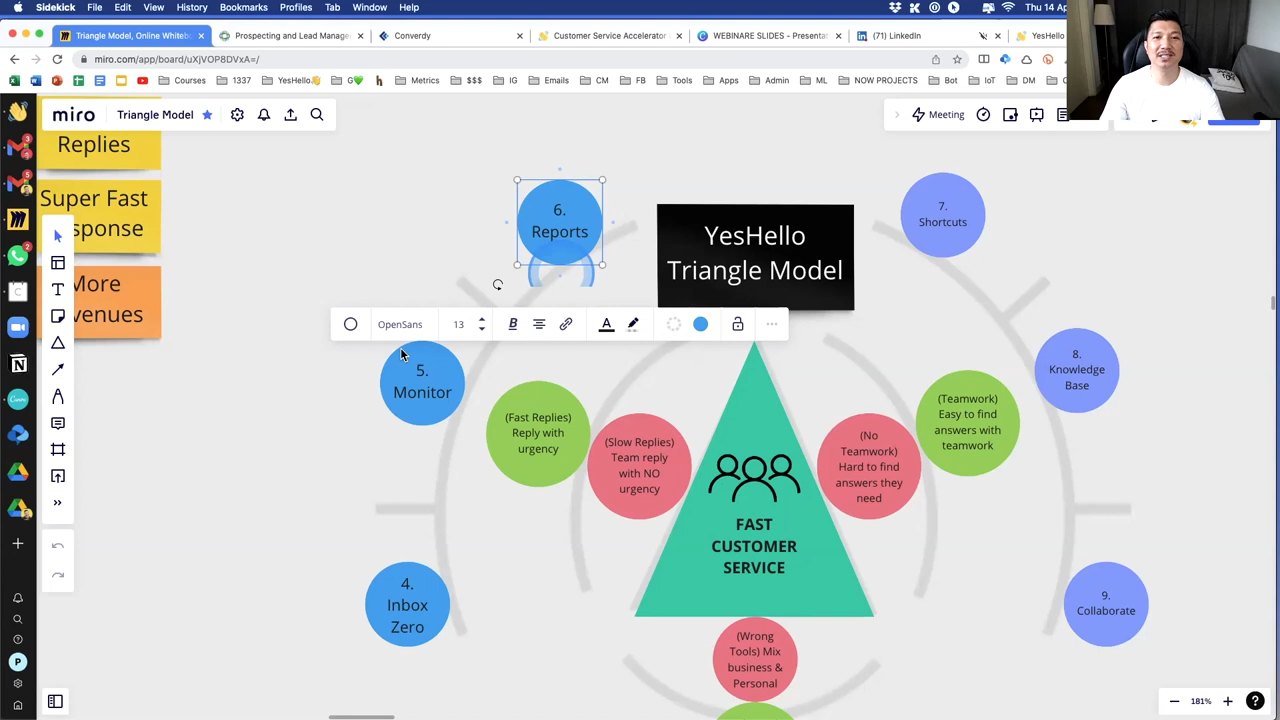 Sidekick File Edit View History Bookmarks Profiles Tab Window Help
Thu 14 Ap
Triangle Model, Online Whitebo
Prospecting and Lead Manage
Converdy
Customer Service Accelerator
WEBINARE SLIDES - Presentat
(71) LinkedIn
YesHello
miro.com/app/board/uXjVOP8DVxA=/
Courses
1337
YesHello👋
G💚
Metrics
$$$
IG
Emails
CM
FB
Tools
Apps
Admin
ML
NOW PROJECTS
Bot
IoT
DM
miro
Triangle Model
Meeting
Replies
Super Fast
sponse
More
venues
6.
Reports
YesHello
Triangle Model
7.
Shortcuts
OpenSans
13
B
A
5.
Monitor
8.
Knowledge
Base
(Fast Replies)
Reply with
urgency
(Slow Replies)
Team reply
with NO
urgency
(No
Teamwork)
Hard to find
answers they
need
(Teamwork)
Easy to find
answers with
teamwork
FAST
CUSTOMER
SERVICE
4.
Inbox
Zero
9.
Collaborate
(Wrong
Tools) Mix
business &
Personal
181%